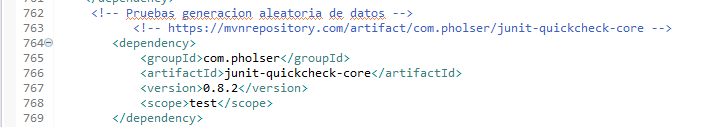 761 </dependency>
762 <!-- Pruebas generacion aleatoria de datos -->
763 <!-- https://mvnrepository.com/artifact/com.pholser/junit-quickcheck-core -->
764 <dependency>
765 <groupId>com.pholser</groupId>
766 <artifactId>junit-quickcheck-core</artifactId>
767 <version>0.8.2</version>
768 <scope>test</scope>
769 </dependency>